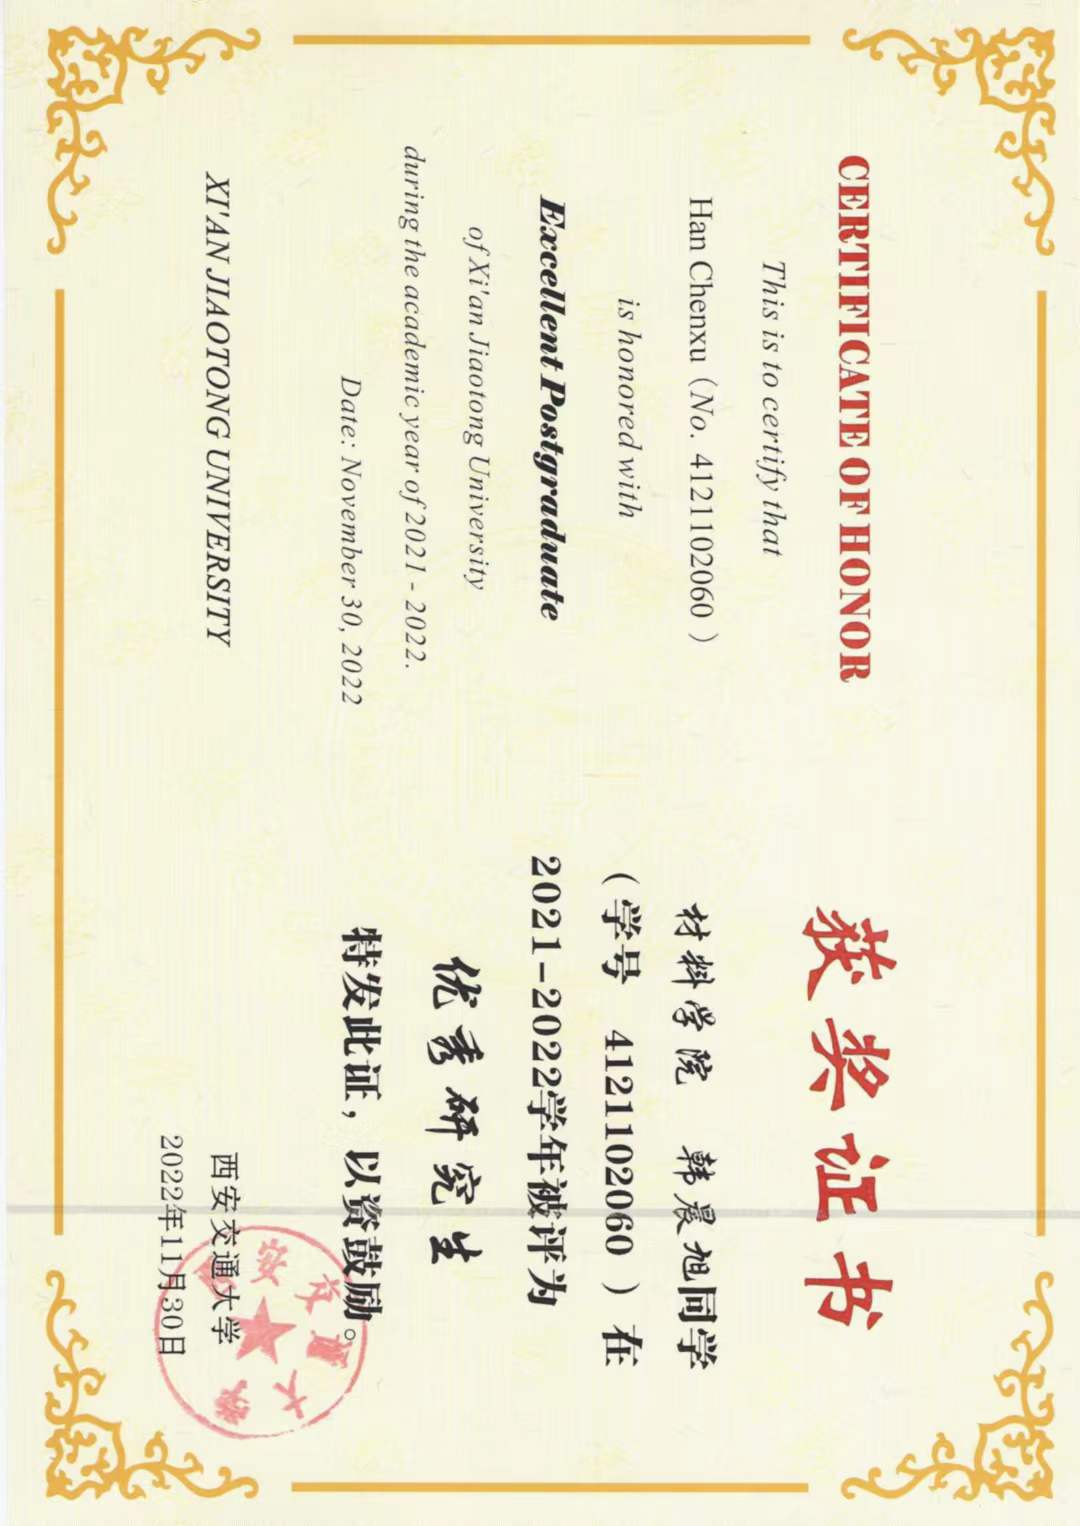 CERTIFICATE OF HONOR
This is to certify that
Han Chenxu（No. 4121102060 ）
is honored with
Excellent Postgraduate
of Xi'an Jiaotong University
during the academic year of 2021 - 2022.
Date: November 30, 2022
XI'AN JIAOTONG UNIVERSITY
获奖证书
材料学院 韩晨旭同学
（学号 4121102060 ）在
2021-2022学年被评为
优秀研究生
特发此证，以资鼓励。
西安交通大学
西安交通大学
2022年11月30日